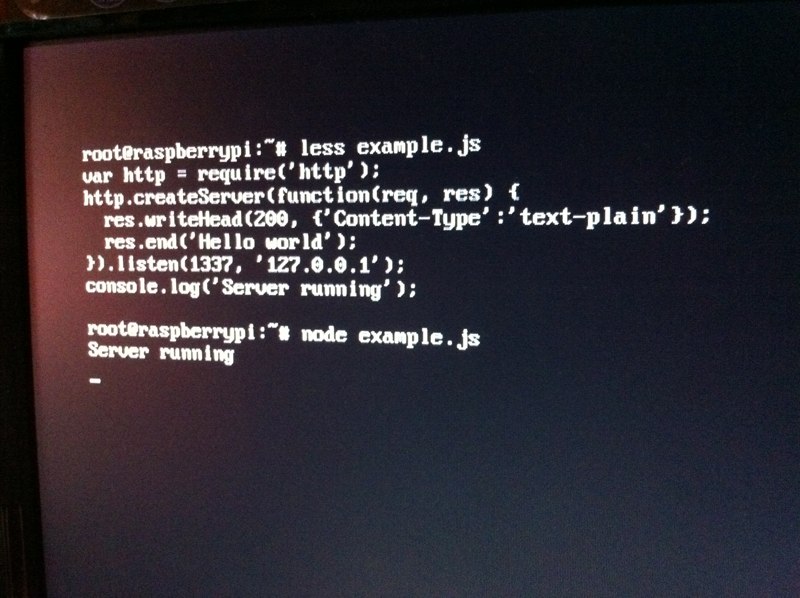 root@raspberrypi:~# less example.js
var http = require('http');
http.createServer(function(req, res) {
  res.writeHead(200, {'Content-Type':'text-plain'});
  res.end('Hello world');
}).listen(1337, '127.0.0.1');
console.log('Server running');
root@raspberrypi:~# node example.js
Server running